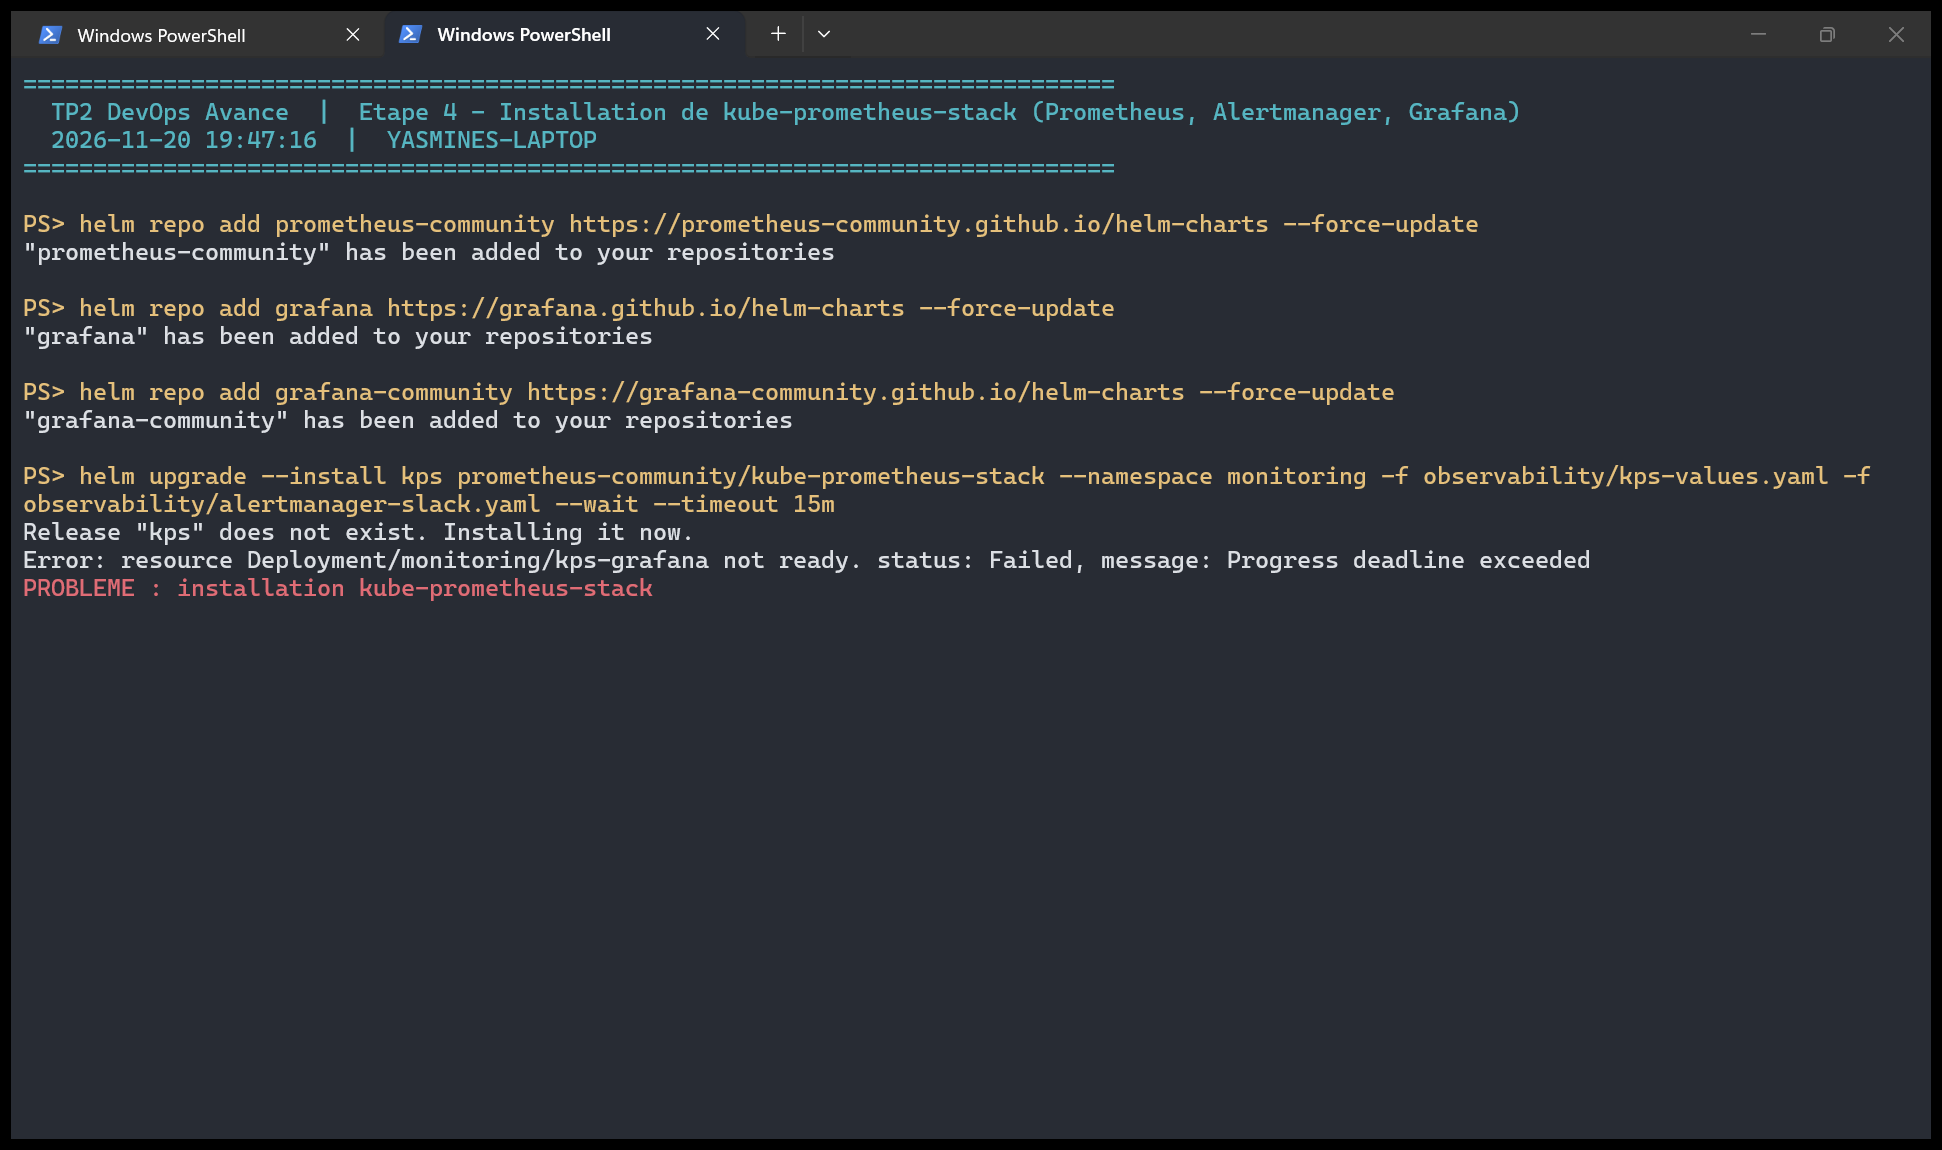 Windows PowerShell
Windows PowerShell
==============================================================================
TP2 DevOps Avance | Etape 4 - Installation de kube-prometheus-stack (Prometheus, Alertmanager, Grafana)
2026-11-20 19:47:16 | YASMINES-LAPTOP
==============================================================================
PS> helm repo add prometheus-community https://prometheus-community.github.io/helm-charts --force-update
"prometheus-community" has been added to your repositories
PS> helm repo add grafana https://grafana.github.io/helm-charts --force-update
"grafana" has been added to your repositories
PS> helm repo add grafana-community https://grafana-community.github.io/helm-charts --force-update
"grafana-community" has been added to your repositories
PS> helm upgrade --install kps prometheus-community/kube-prometheus-stack --namespace monitoring -f observability/kps-values.yaml -f
observability/alertmanager-slack.yaml --wait --timeout 15m
Release "kps" does not exist. Installing it now.
Error: resource Deployment/monitoring/kps-grafana not ready. status: Failed, message: Progress deadline exceeded
PROBLEME : installation kube-prometheus-stack